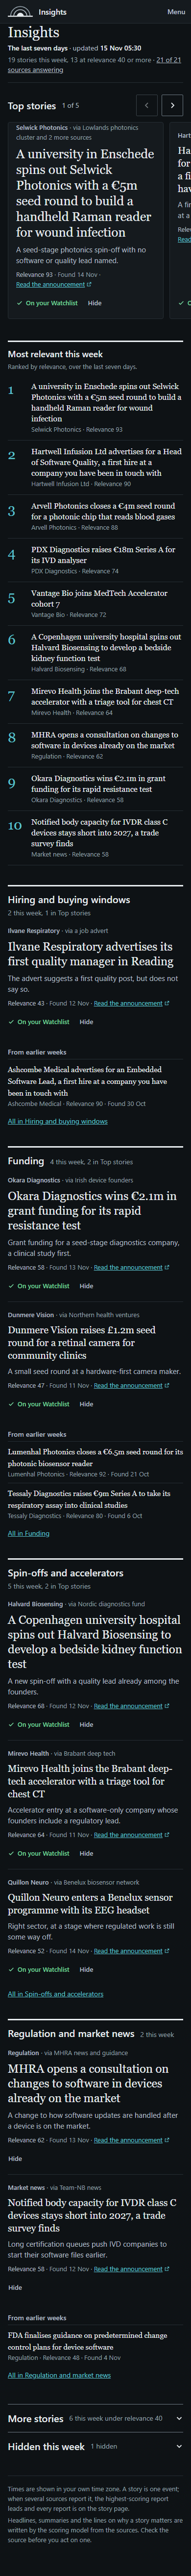 Insights
Menu
Insights
The last seven days · updated 15 Nov 05:30
19 stories this week, 13 at relevance 40 or more · 21 of 21
sources answering
Top stories 1 of 5
Selwick Photonics · via Lowlands photonics
cluster and 2 more sources
A university in Enschede
spins out Selwick
Photonics with a €5m
seed round to build a
handheld Raman reader
for wound infection
A seed-stage photonics spin-off with no
software or quality lead named.
Relevance 93 · Found 14 Nov ·
Read the announcement
On your Watchlist
Hide
Most relevant this week
Ranked by relevance, over the last seven days.
1
A university in Enschede spins out Selwick
Photonics with a €5m seed round to build a
handheld Raman reader for wound
infection
Selwick Photonics · Relevance 93
2
Hartwell Infusion Ltd advertises for a Head
of Software Quality, a first hire at a
company you have been in touch with
Hartwell Infusion Ltd · Relevance 90
3
Arvell Photonics closes a €4m seed round
for a photonic chip that reads blood gases
Arvell Photonics · Relevance 88
4
PDX Diagnostics raises €18m Series A for
its IVD analyser
PDX Diagnostics · Relevance 74
5
Vantage Bio joins MedTech Accelerator
cohort 7
Vantage Bio · Relevance 72
6
A Copenhagen university hospital spins out
Halvard Biosensing to develop a bedside
kidney function test
Halvard Biosensing · Relevance 68
7
Mirevo Health joins the Brabant deep-tech
accelerator with a triage tool for chest CT
Mirevo Health · Relevance 64
8
MHRA opens a consultation on changes to
software in devices already on the market
Regulation · Relevance 62
9
Okara Diagnostics wins €2.1m in grant
funding for its rapid resistance test
Okara Diagnostics · Relevance 58
10
Notified body capacity for IVDR class C
devices stays short into 2027, a trade
survey finds
Market news · Relevance 58
Hiring and buying windows
2 this week, 1 in Top stories
Ilvane Respiratory · via a job advert
Ilvane Respiratory advertises its
first quality manager in Reading
The advert suggests a first quality post, but does not
say so.
Relevance 43 · Found 12 Nov · Read the announcement
On your Watchlist
Hide
From earlier weeks
Ashcombe Medical advertises for an Embedded
Software Lead, a first hire at a company you have
been in touch with
Ashcombe Medical · Relevance 90 · Found 30 Oct
All in Hiring and buying windows
Funding 4 this week, 2 in Top stories
Okara Diagnostics · via Irish device founders
Okara Diagnostics wins €2.1m in
grant funding for its rapid
resistance test
Grant funding for a seed-stage diagnostics company,
a clinical study first.
Relevance 58 · Found 13 Nov · Read the announcement
On your Watchlist
Hide
Dunmere Vision · via Northern health ventures
Dunmere Vision raises £1.2m seed
round for a retinal camera for
community clinics
A small seed round at a hardware-first camera maker.
Relevance 47 · Found 11 Nov · Read the announcement
On your Watchlist
Hide
From earlier weeks
Lumenhal Photonics closes a €6.5m seed round for its
photonic biosensor reader
Lumenhal Photonics · Relevance 92 · Found 21 Oct
Tessaly Diagnostics raises €9m Series A to take its
respiratory assay into clinical studies
Tessaly Diagnostics · Relevance 80 · Found 6 Oct
All in Funding
Spin-offs and accelerators
5 this week, 2 in Top stories
Halvard Biosensing · via Nordic diagnostics fund
A Copenhagen university hospital
spins out Halvard Biosensing to
develop a bedside kidney function
test
A new spin-off with a quality lead already among the
founders.
Relevance 68 · Found 12 Nov · Read the announcement
On your Watchlist
Hide
Mirevo Health · via Brabant deep tech
Mirevo Health joins the Brabant deep-
tech accelerator with a triage tool for
chest CT
Accelerator entry at a software-only company whose
founders include a regulatory lead.
Relevance 64 · Found 11 Nov · Read the announcement
On your Watchlist
Hide
Quillon Neuro · via Benelux biosensor network
Quillon Neuro enters a Benelux sensor
programme with its EEG headset
Right sector, at a stage where regulated work is still
some way off.
Relevance 52 · Found 14 Nov · Read the announcement
On your Watchlist
Hide
All in Spin-offs and accelerators
Regulation and market news 2 this week
Regulation · via MHRA news and guidance
MHRA opens a consultation on
changes to software in devices
already on the market
A change to how software updates are handled after
a device is on the market.
Relevance 62 · Found 13 Nov · Read the announcement
Hide
Market news · via Team-NB news
Notified body capacity for IVDR class C
devices stays short into 2027, a trade
survey finds
Long certification queues push IVD companies to
start their software files earlier.
Relevance 58 · Found 12 Nov · Read the announcement
Hide
From earlier weeks
FDA finalises guidance on predetermined change
control plans for device software
Regulation · Relevance 48 · Found 4 Nov
All in Regulation and market news
More stories 6 this week under relevance 40
Hidden this week 1 hidden
Times are shown in your own time zone. A story is one event;
when several sources report it, the highest-scoring report
leads and every report is on the story page.
Headlines, summaries and the lines on why a story matters are
written by the scoring model from the sources. Check the
source before you act on one.